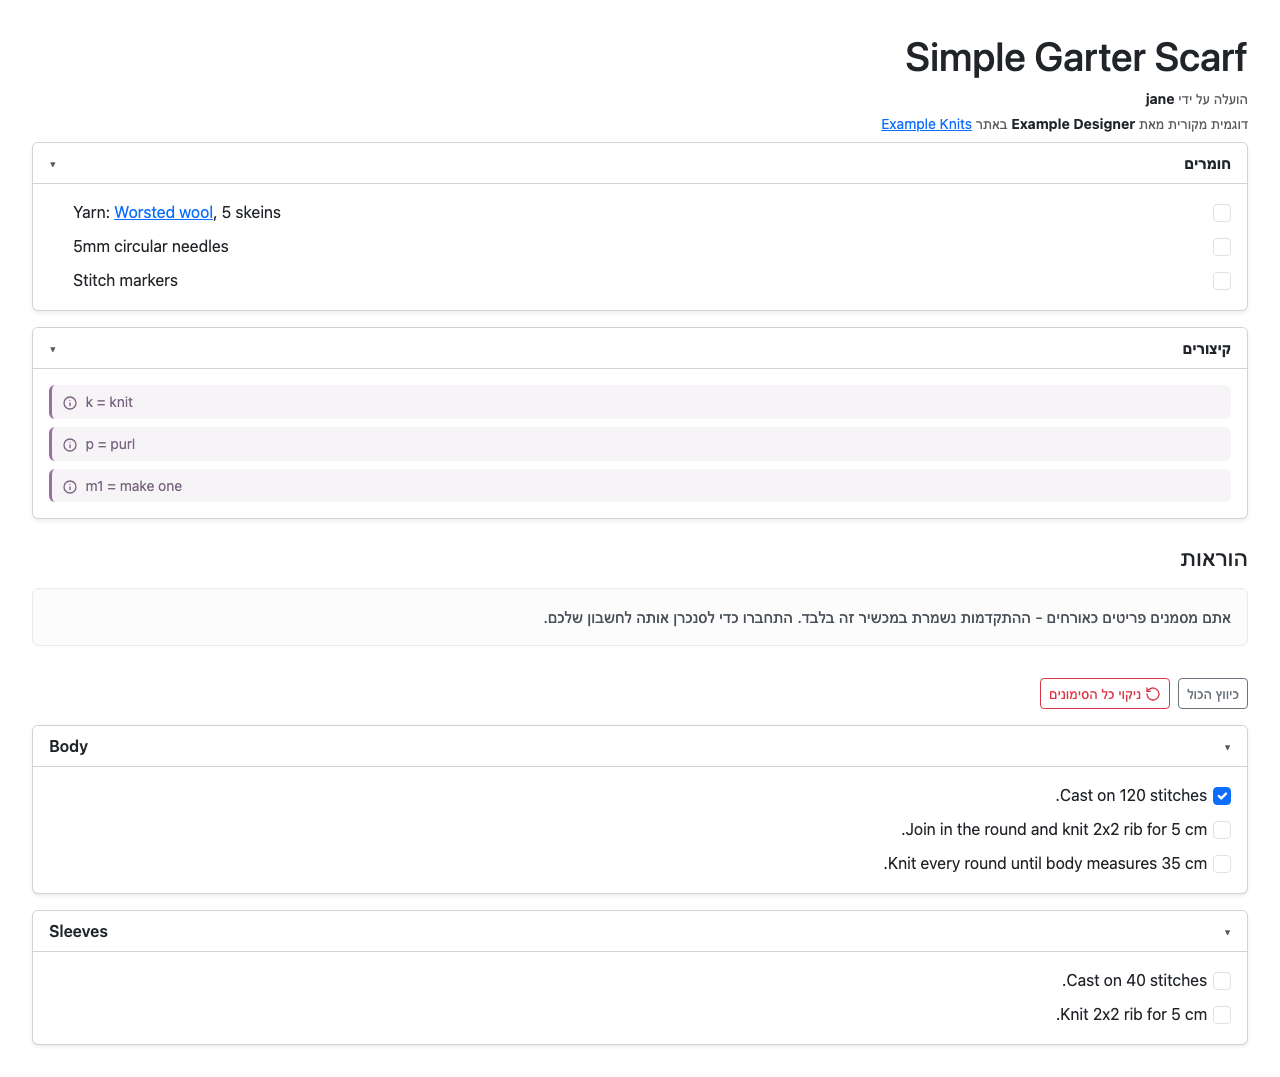 Simple Garter Scarf
הועלה על ידי jane
דוגמית מקורית מאת Example Designer באתר Example Knits
חומרים
Yarn: Worsted wool, 5 skeins
5mm circular needles
Stitch markers
קיצורים
k = knit
p = purl
m1 = make one
הוראות
אתם מסמנים פריטים כאורחים - ההתקדמות נשמרת במכשיר זה בלבד. התחברו כדי לסנכרן אותה לחשבון שלכם.
כיווץ הכול
ניקוי כל הסימונים
Body
Cast on 120 stitches.
Join in the round and knit 2x2 rib for 5 cm.
Knit every round until body measures 35 cm.
Sleeves
Cast on 40 stitches.
Knit 2x2 rib for 5 cm.